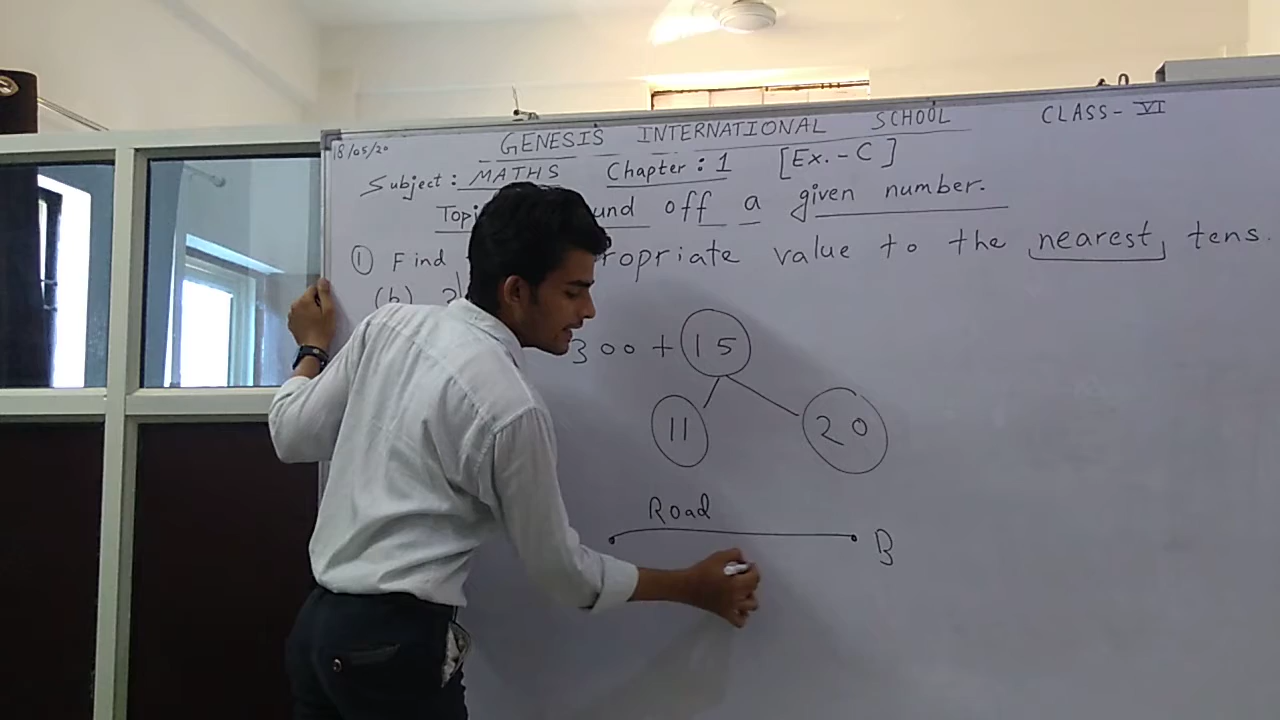 18/05/20
GENESIS INTERNATIONAL SCHOOL CLASS-VI
Subject: MATHS Chapter: 1 [Ex.-C]
Topi und off a given number.
① Find ropriate value to the nearest tens.
(b)
300 + 15
11 20
Road
B